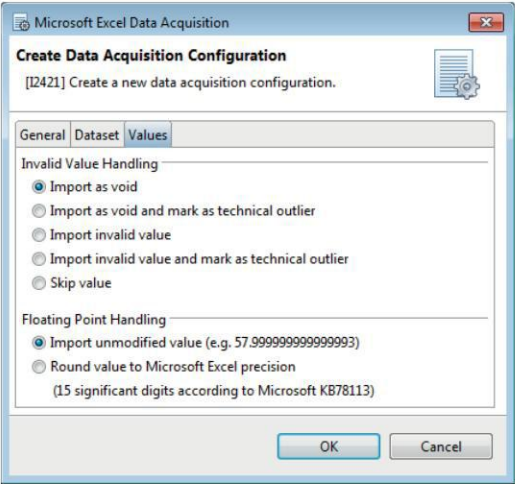 Microsoft Excel Data Acquisition
Create Data Acquisition Configuration
[I2421] Create a new data acquisition configuration.
General Dataset Values
Invalid Value Handling
Import as void
Import as void and mark as technical outlier
Import invalid value
Import invalid value and mark as technical outlier
Skip value
Floating Point Handling
Import unmodified value (e.g. 57.999999999999993)
Round value to Microsoft Excel precision
(15 significant digits according to Microsoft KB78113)
OK Cancel